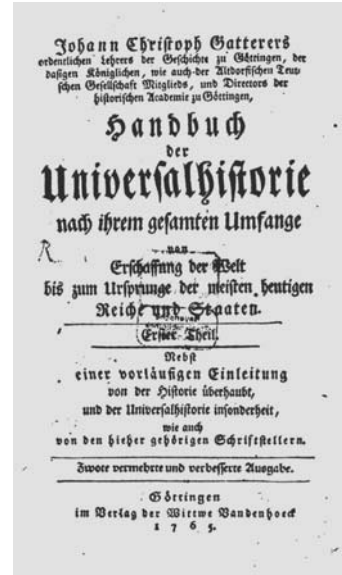 Johann Christoph Gatterers
ordentlichen Lehrers der Geschichte zu Göttingen, der
dasigen Königlichen, wie auch der Altdorfischen Teut-
schen Gesellschaft Mitglieds, und Directors der
historischen Academie zu Göttingen,
Handbuch
der
Universalhistorie
nach ihrem gesamten Umfange
von
Erschaffung der Welt
bis zum Ursprunge der meisten heutigen
Reiche und Staaten.
Erster Theil.
Nebst
einer vorläufigen Einleitung
von der Historie überhaubt,
und der Universalhistorie insonderheit,
wie auch
von den hieher gehörigen Schriftstellern.
Zwote vermehrte und verbesserte Ausgabe.
Göttingen
im Verlag der Wittwe Vandenhoeck
1765.